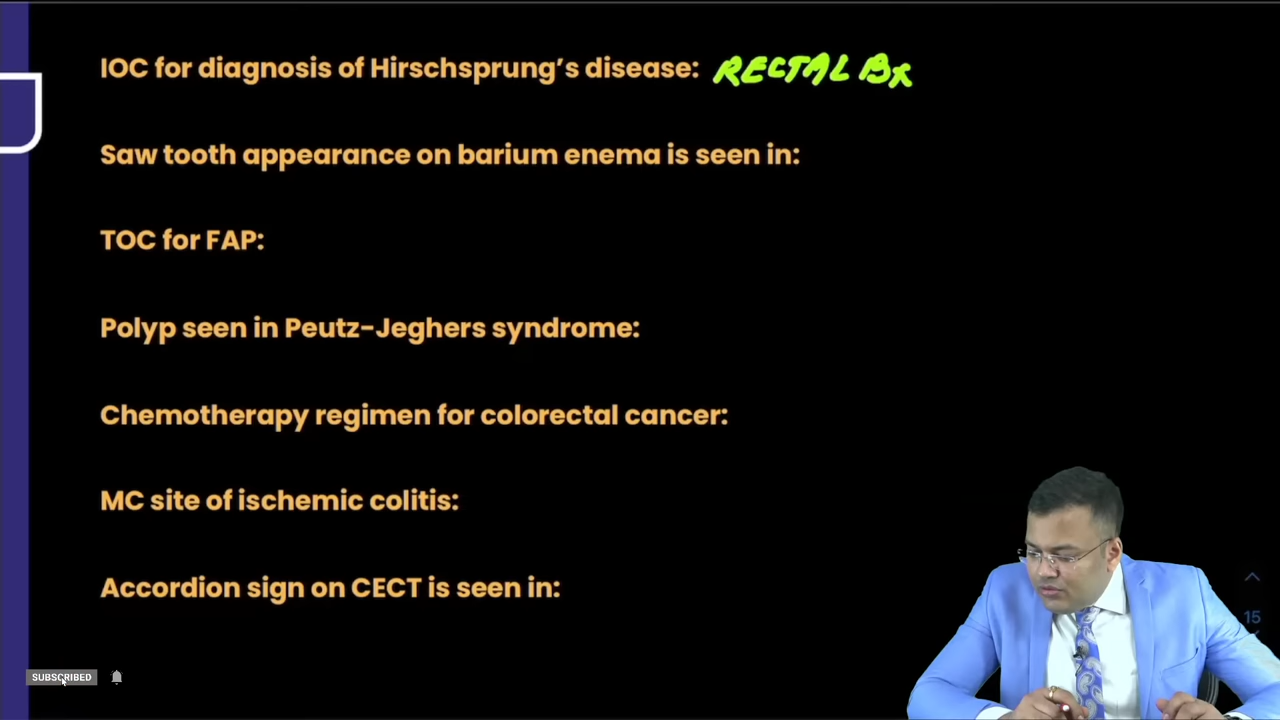 IOC for diagnosis of Hirschsprung's disease: RECTAL Bx
Saw tooth appearance on barium enema is seen in:
TOC for FAP:
Polyp seen in Peutz-Jeghers syndrome:
Chemotherapy regimen for colorectal cancer:
MC site of ischemic colitis:
Accordion sign on CECT is seen in:
15
SUBSCRIBED